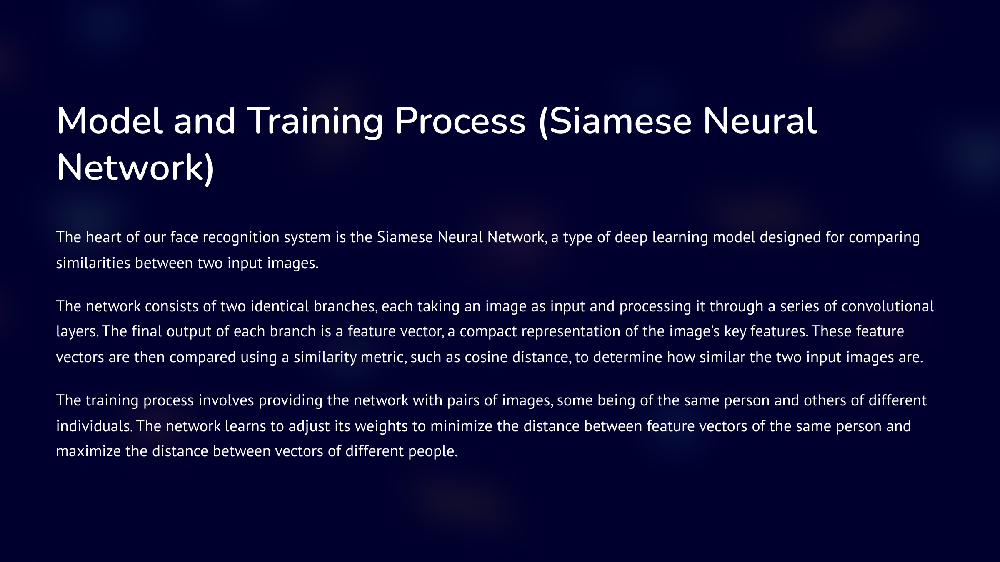 Model and Training Process (Siamese Neural
Network)
The heart of our face recognition system is the Siamese Neural Network, a type of deep learning model designed for comparing
similarities between two input images.
The network consists of two identical branches, each taking an image as input and processing it through a series of convolutional
layers. The final output of each branch is a feature vector, a compact representation of the image's key features. These feature
vectors are then compared using a similarity metric, such as cosine distance, to determine how similar the two input images are.
The training process involves providing the network with pairs of images, some being of the same person and others of different
individuals. The network learns to adjust its weights to minimize the distance between feature vectors of the same person and
maximize the distance between vectors of different people.